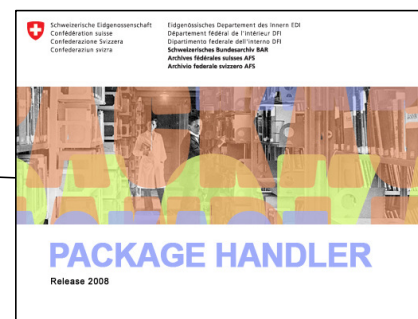 Schweizerische Eidgenossenschaft
Confédération suisse
Confederazione Svizzera
Confederaziun svizra
Eidgenössisches Departement des Innern EDI
Département fédéral de l'intérieur DFI
Dipartimento federale dell'interno DFI
Schweizerisches Bundesarchiv BAR
Archives fédérales suisses AFS
Archivio federale svizzero AFS
PACKAGE HANDLER
Release 2008